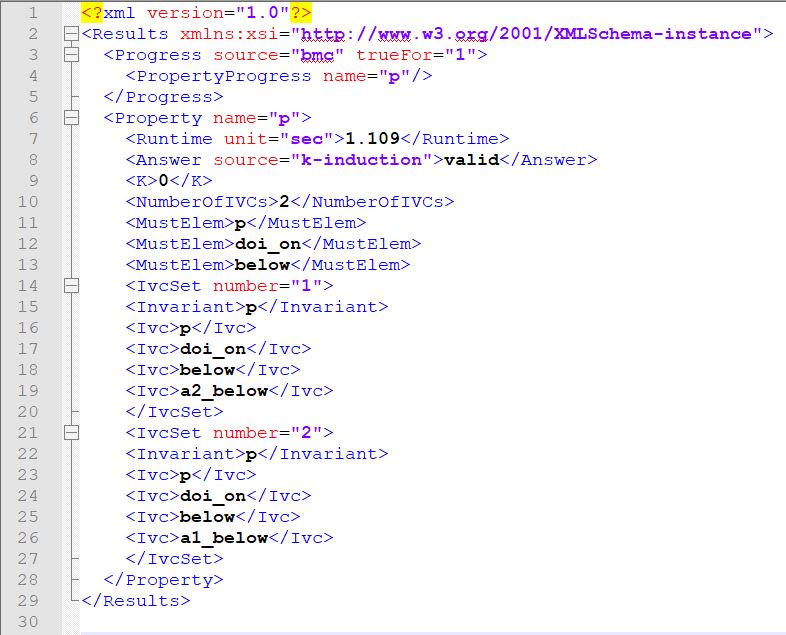 1 <?xml version="1.0"?>
2 <Results xmlns:xsi="http://www.w3.org/2001/XMLSchema-instance">
3 <Progress source="bmc" trueFor="1">
4 <PropertyProgress name="p"/>
5 </Progress>
6 <Property name="p">
7 <Runtime unit="sec">1.109</Runtime>
8 <Answer source="k-induction">valid</Answer>
9 <K>0</K>
10 <NumberOfIVCs>2</NumberOfIVCs>
11 <MustElem>p</MustElem>
12 <MustElem>doi_on</MustElem>
13 <MustElem>below</MustElem>
14 <IvcSet number="1">
15 <Invariant>p</Invariant>
16 <Ivc>p</Ivc>
17 <Ivc>doi_on</Ivc>
18 <Ivc>below</Ivc>
19 <Ivc>a2_below</Ivc>
20 </IvcSet>
21 <IvcSet number="2">
22 <Invariant>p</Invariant>
23 <Ivc>p</Ivc>
24 <Ivc>doi_on</Ivc>
25 <Ivc>below</Ivc>
26 <Ivc>a1_below</Ivc>
27 </IvcSet>
28 </Property>
29 </Results>
30